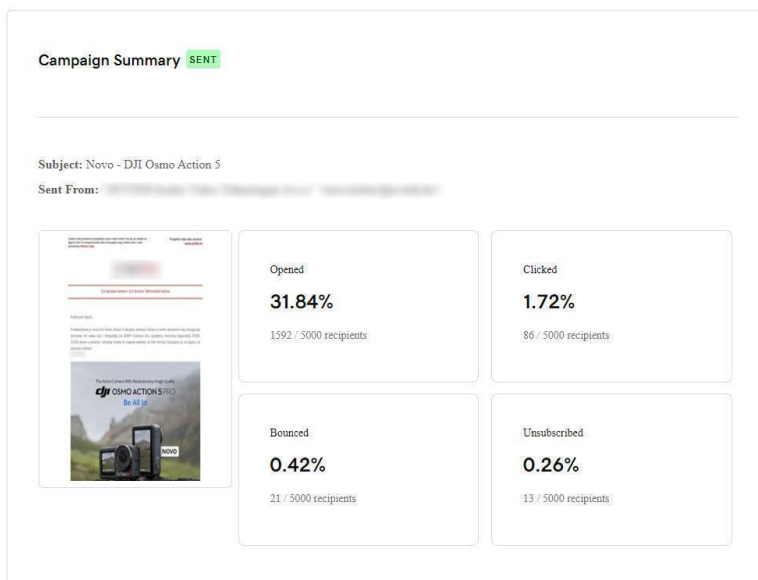 Campaign Summary SENT
Subject: Novo - DJI Osmo Action 5
Sent From:
The Action Camera With Revolutionary Image Quality
dji OSMO ACTION 5 PRO
Be All In
NOVO
Opened
31.84%
1592 / 5000 recipients
Clicked
1.72%
86 / 5000 recipients
Bounced
0.42%
21 / 5000 recipients
Unsubscribed
0.26%
13 / 5000 recipients